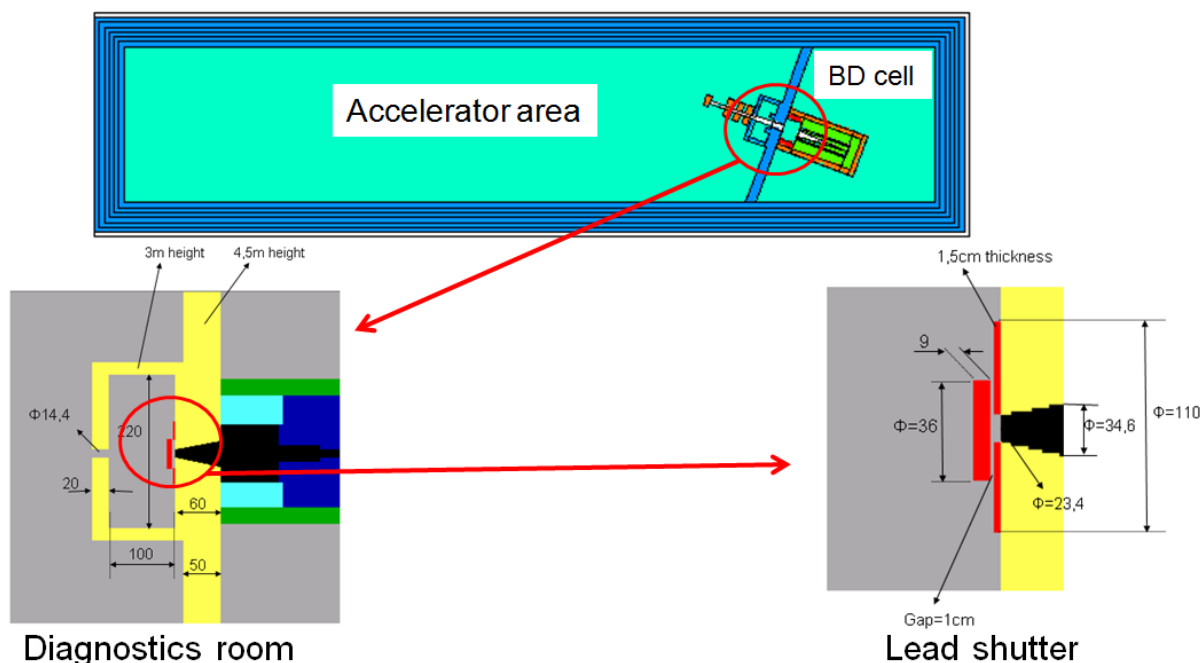 Accelerator area
BD cell
3m height
4,5m height
Φ14,4
220
20
60
100
50
Diagnostics room
1,5cm thickness
9
Φ=36
Φ=34,6
Φ=110
Φ=23,4
Gap=1cm
Lead shutter